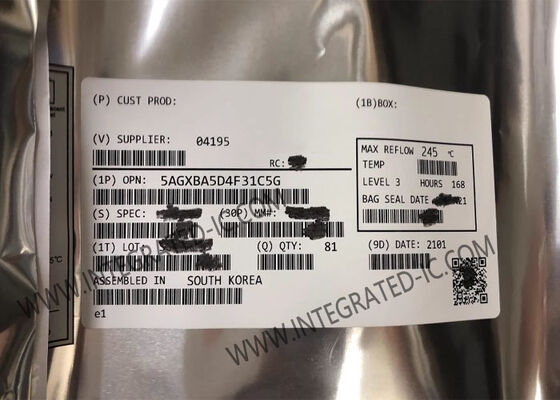 (P) CUST PROD:
(1B)BOX:
(V) SUPPLIER: 04195
RC:
MAX REFLOW 245 °C
TEMP
LEVEL 3 HOURS 168
BAG SEAL DATE
(1P) OPN: 5AGXBA5D4F31C5G
(S) SPEC: (30P) MM#:
(1T) LOT: (Q) QTY: 81 (9D) DATE: 2101
ASSEMBLED IN SOUTH KOREA
e1
WWW.INTEGRATED-IC.COM
WWW.INTEGRATED-IC.COM